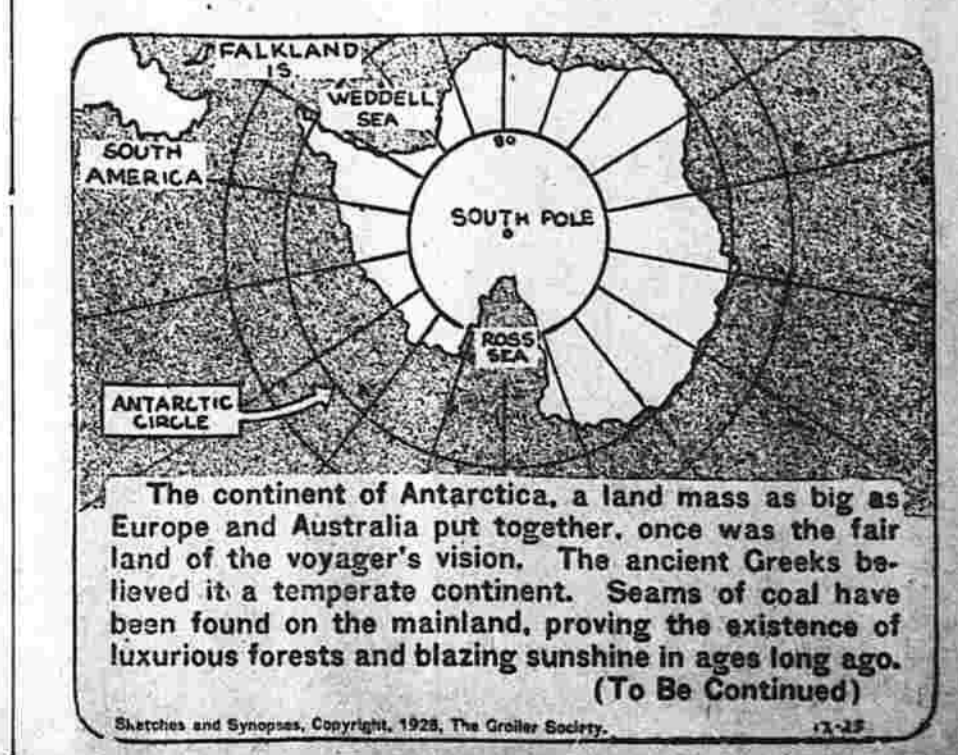 FALKLAND
IS.
WEDDELL
SEA
SOUTH
AMERICA
80
SOUTH POLE
ROSS
SEA
ANTARCTIC
CIRCLE
The continent of Antarctica, a land mass as big as
Europe and Australia put together, once was the fair
land of the voyager's vision. The ancient Greeks be-
lieved it a temperate continent. Seams of coal have
been found on the mainland, proving the existence of
luxurious forests and blazing sunshine in ages long ago.
(To Be Continued)
Sketches and Synopses, Copyright, 1928, The Grolier Society.
12-25